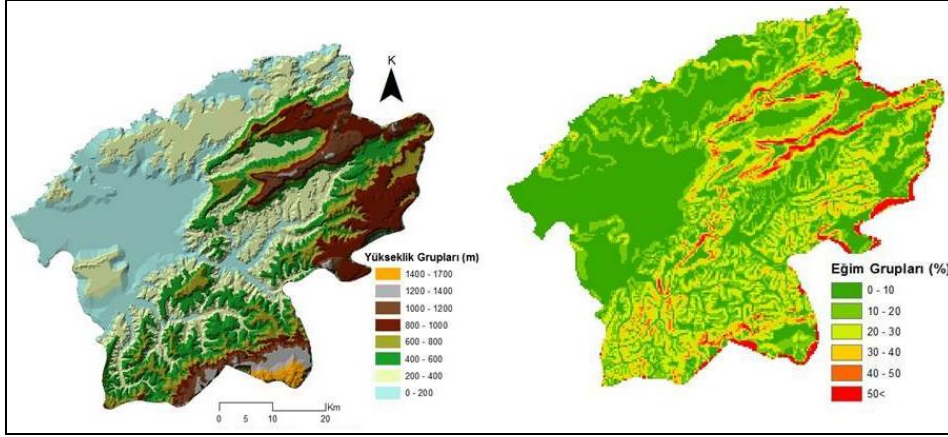 K
Yükseklik Grupları (m)
1400 - 1700
1200 - 1400
1000 - 1200
800 - 1000
600 - 800
400 - 600
200 - 400
0 - 200
Km
0 5 10 20
Eğim Grupları (%)
0 - 10
10 - 20
20 - 30
30 - 40
40 - 50
50<